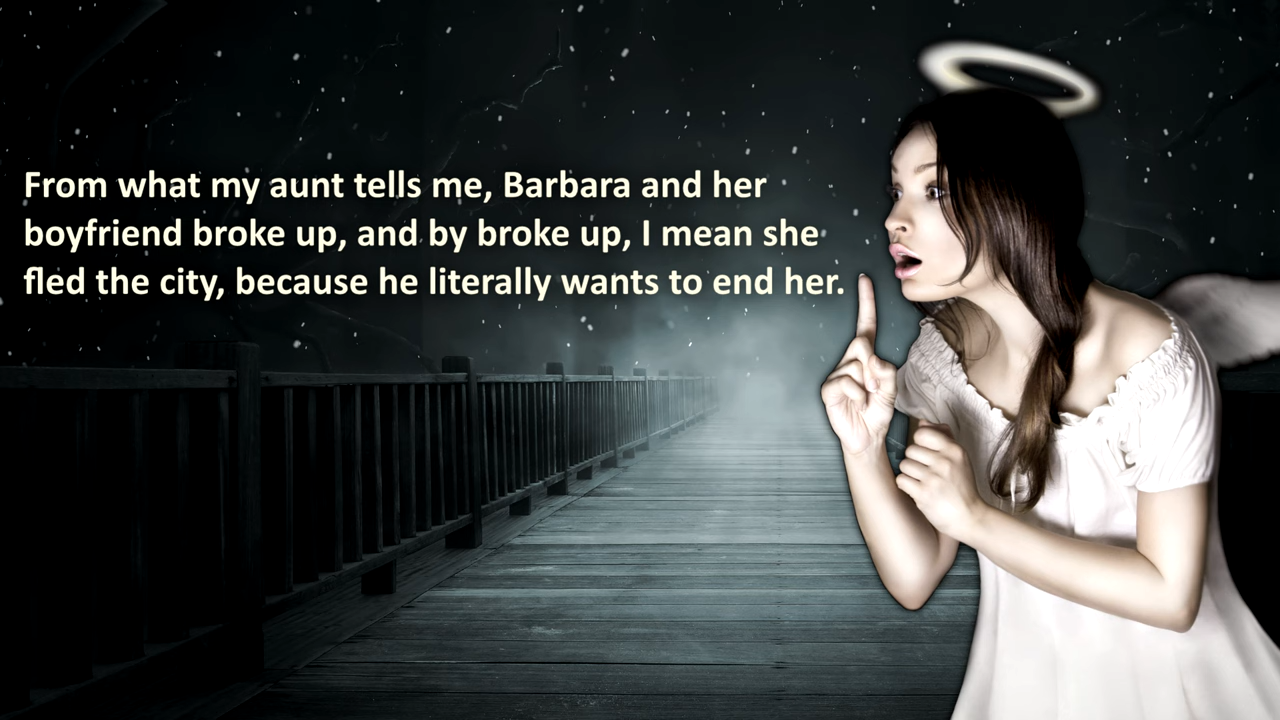 From what my aunt tells me, Barbara and her
boyfriend broke up, and by broke up, I mean she
fled the city, because he literally wants to end her.